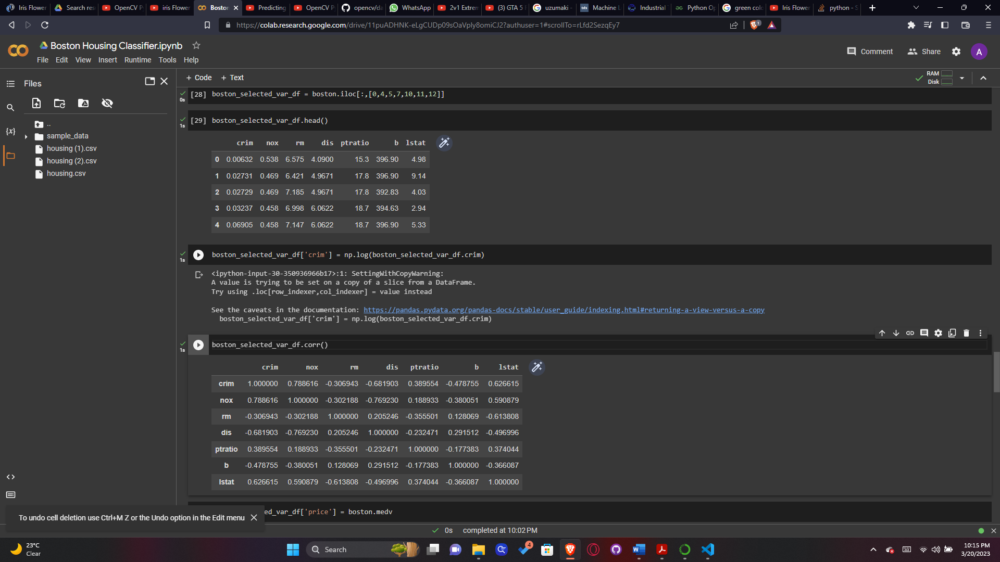 Iris Flower
Search res
OpenCV P
iris Flower
Boston
Predicting
OpenCV P
opencv/da
WhatsApp
2v1 Extrem
(3) GTA 5
uzumaki -
Machine L
Industrial
Python Op
green colo
Iris Flower
python - S
https://colab.research.google.com/drive/11puADHNK-eLgCUDp09sOaVply8omiCJ2?authuser=1#scrollTo=rLfd2SezqEy7
1
Boston Housing Classifier.ipynb
Comment
Share
A
File Edit View Insert Runtime Tools Help
Files
+ Code + Text
RAM
Disk
..
sample_data
housing (1).csv
housing (2).csv
housing.csv
{x}
0s
[28] boston_selected_var_df = boston.iloc[:,[0,4,5,7,10,11,12]]
1s
[29] boston_selected_var_df.head()
crim nox rm dis ptratio b lstat
0 0.00632 0.538 6.575 4.0900 15.3 396.90 4.98
1 0.02731 0.469 6.421 4.9671 17.8 396.90 9.14
2 0.02729 0.469 7.185 4.9671 17.8 392.83 4.03
3 0.03237 0.458 6.998 6.0622 18.7 394.63 2.94
4 0.06905 0.458 7.147 6.0622 18.7 396.90 5.33
1s
boston_selected_var_df['crim'] = np.log(boston_selected_var_df.crim)
<ipython-input-30-350936966b17>:1: SettingWithCopyWarning:
A value is trying to be set on a copy of a slice from a DataFrame.
Try using .loc[row_indexer,col_indexer] = value instead
See the caveats in the documentation: https://pandas.pydata.org/pandas-docs/stable/user_guide/indexing.html#returning-a-view-versus-a-copy
boston_selected_var_df['crim'] = np.log(boston_selected_var_df.crim)
1s
boston_selected_var_df.corr()
crim nox rm dis ptratio b lstat
crim 1.000000 0.788616 -0.306943 -0.681903 0.389554 -0.478755 0.626615
nox 0.788616 1.000000 -0.302188 -0.769230 0.188933 -0.380051 0.590879
rm -0.306943 -0.302188 1.000000 0.205246 -0.355501 0.128069 -0.613808
dis -0.681903 -0.769230 0.205246 1.000000 -0.232471 0.291512 -0.496996
ptratio 0.389554 0.188933 -0.355501 -0.232471 1.000000 -0.177383 0.374044
b -0.478755 -0.380051 0.128069 0.291512 -0.177383 1.000000 -0.366087
lstat 0.626615 0.590879 -0.613808 -0.496996 0.374044 -0.366087 1.000000
ed_var_df['price'] = boston.medv
To undo cell deletion use Ctrl+M Z or the Undo option in the Edit menu
0s completed at 10:02 PM
23°C
Clear
Search
4
10:15 PM
3/20/2023